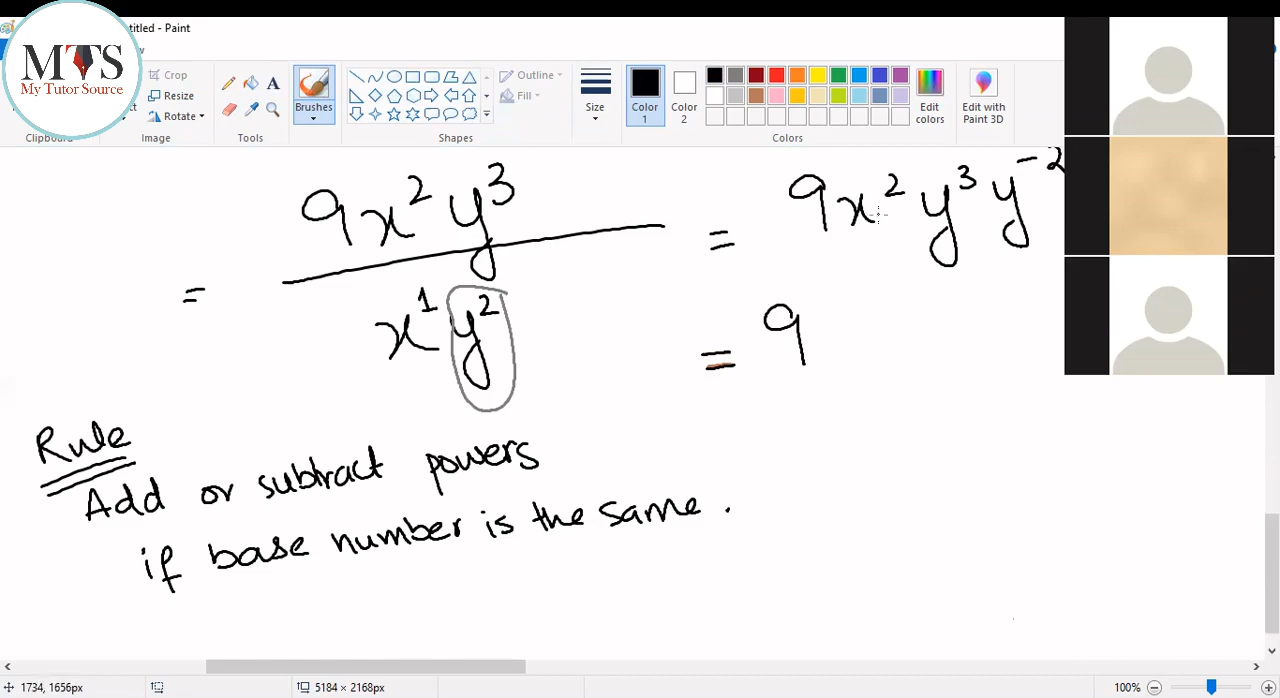 MTS
My Tutor Source
titled - Paint
Crop
Resize
Rotate
Clipboard
Image
Tools
Brushes
Shapes
Outline
Fill
Size
Color 1
Color 2
Colors
Edit colors
Edit with Paint 3D
= 9x²y³ / x¹y² = 9x² y³ y⁻²
= 9
Rule
Add or subtract powers
if base number is the same .
1734, 1656px
5184 × 2168px
100%